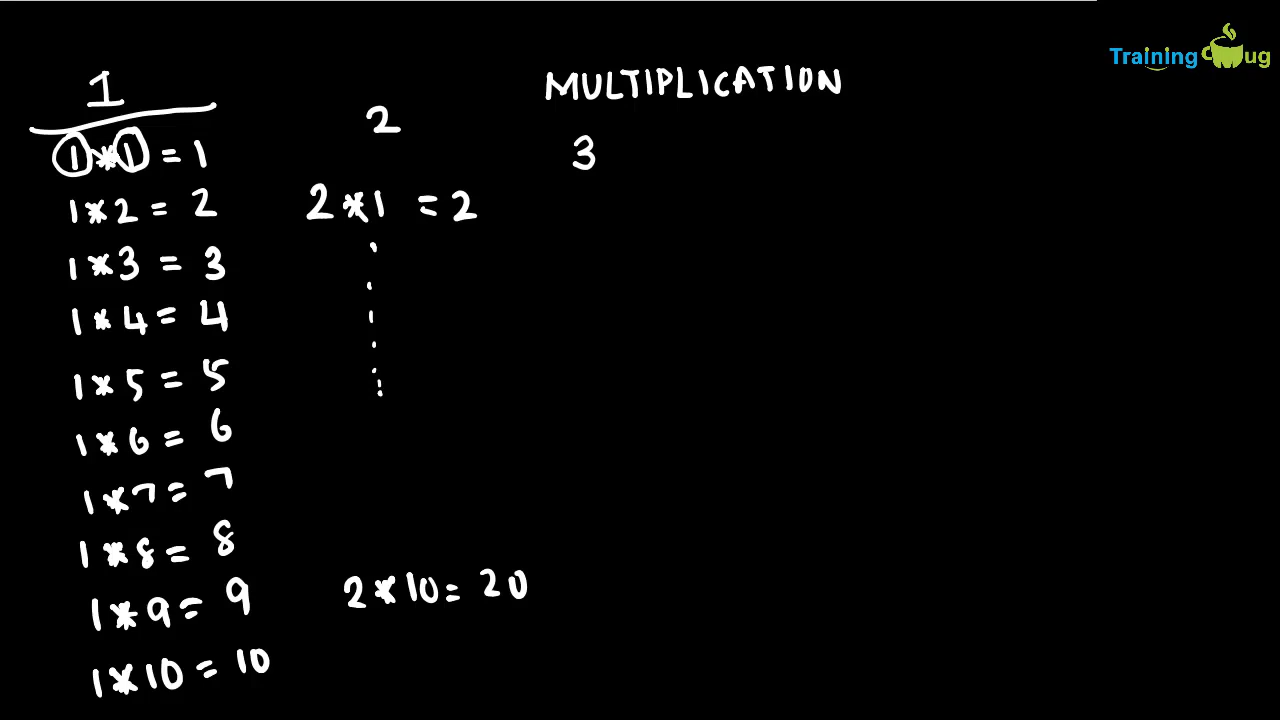 MULTIPLICATION
Training Mug
1
1 * 1 = 1
1 * 2 = 2
1 * 3 = 3
1 * 4 = 4
1 * 5 = 5
1 * 6 = 6
1 * 7 = 7
1 * 8 = 8
1 * 9 = 9
1 * 10 = 10
2
2 * 1 = 2
2 * 10 = 20
3